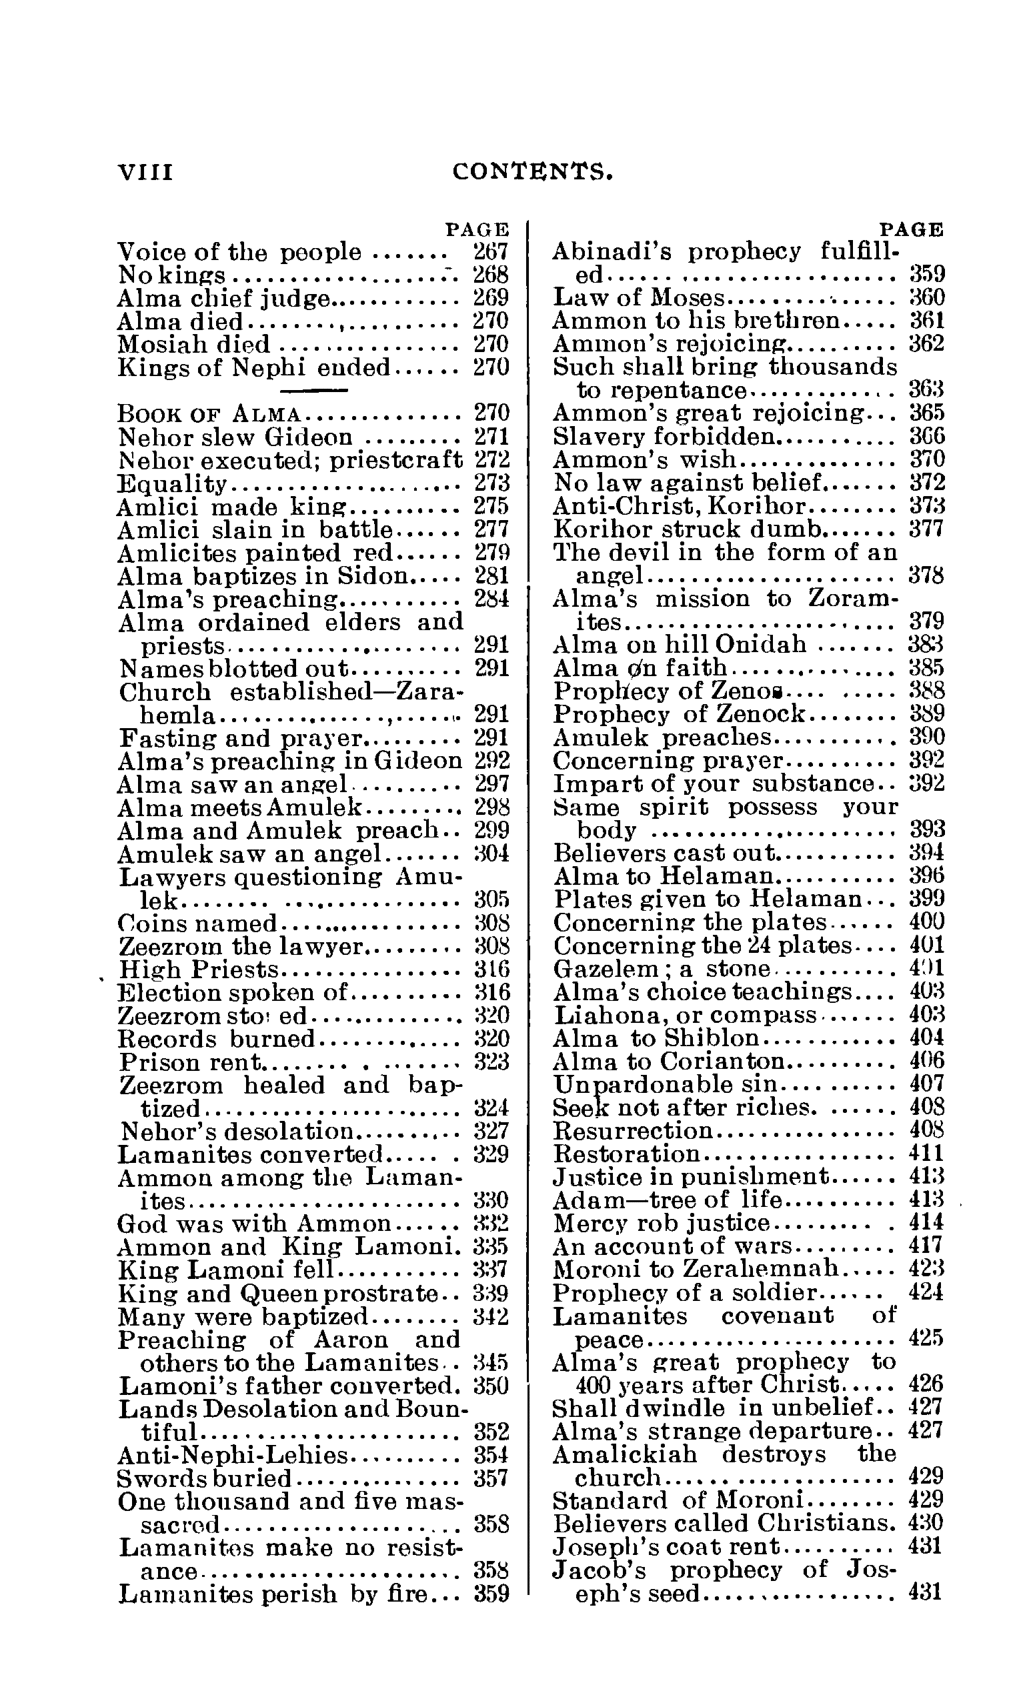 VIII CONTENTS.
PAGE
Voice of the people ....... 267
No kings ................ 268
Alma chief judge............ 269
Alma died................... 270
Mosiah died ................ 270
Kings of Nephi ended...... 270
BOOK OF ALMA.............. 270
Nehor slew Gideon ......... 271
Nehor executed; priestcraft 272
Equality.................... 273
Amlici made king.......... 275
Amlici slain in battle...... 277
Amlicites painted red...... 279
Alma baptizes in Sidon..... 281
Alma's preaching........... 284
Alma ordained elders and
priests..................... 291
Names blotted out.......... 291
Church established—Zara-
hemla...................... 291
Fasting and prayer......... 291
Alma's preaching in Gideon 292
Alma saw an angel.......... 297
Alma meets Amulek......... 298
Alma and Amulek preach.. 299
Amulek saw an angel....... 304
Lawyers questioning Amu-
lek........ ................ 305
Coins named................ 308
Zeezrom the lawyer......... 308
High Priests................ 316
Election spoken of.......... 316
Zeezrom sto ed.............. 320
Records burned............. 320
Prison rent........ . ....... 323
Zeezrom healed and bap-
tized....................... 324
Nehor's desolation.......... 327
Lamanites converted..... . 329
Ammon among the Laman-
ites........................ 330
God was with Ammon...... 332
Ammon and King Lamoni. 335
King Lamoni fell........... 337
King and Queen prostrate.. 339
Many were baptized........ 342
Preaching of Aaron and
others to the Lamanites.. 345
Lamoni's father converted. 350
Lands Desolation and Boun-
tiful....................... 352
Anti-Nephi-Lehies.......... 354
Swords buried............... 357
One thousand and five mas-
sacred..................... 358
Lamanites make no resist-
ance....................... 358
Lamanites perish by fire... 359
PAGE
Abinadi's prophecy fulfill-
ed...... ................... 359
Law of Moses............... 360
Ammon to his brethren..... 361
Ammon's rejoicing.......... 362
Such shall bring thousands
to repentance............. 363
Ammon's great rejoicing... 365
Slavery forbidden........... 366
Ammon's wish.............. 370
No law against belief....... 372
Anti-Christ, Korihor........ 373
Korihor struck dumb....... 377
The devil in the form of an
angel...................... 378
Alma's mission to Zoram-
ites........................ 379
Alma on hill Onidah ....... 383
Alma on faith............... 385
Prophecy of Zenos.... ..... 388
Prophecy of Zenock........ 389
Amulek preaches........... 390
Concerning prayer.......... 392
Impart of your substance.. 392
Same spirit possess your
body ...................... 393
Believers cast out........... 394
Alma to Helaman........... 396
Plates given to Helaman... 399
Concerning the plates...... 400
Concerning the 24 plates.... 401
Gazelem; a stone........... 401
Alma's choice teachings.... 403
Liahona, or compass....... 403
Alma to Shiblon............ 404
Alma to Corianton.......... 406
Unpardonable sin.......... 407
Seek not after riches. ...... 408
Resurrection................ 408
Restoration................. 411
Justice in punishment...... 413
Adam—tree of life.......... 413
Mercy rob justice......... . 414
An account of wars......... 417
Moroni to Zerahemnah..... 423
Prophecy of a soldier...... 424
Lamanites covenant of
peace...................... 425
Alma's great prophecy to
400 years after Christ..... 426
Shall dwindle in unbelief.. 427
Alma's strange departure.. 427
Amalickiah destroys the
church..................... 429
Standard of Moroni........ 429
Believers called Christians. 430
Joseph's coat rent.......... 431
Jacob's prophecy of Jos-
eph's seed................. 431